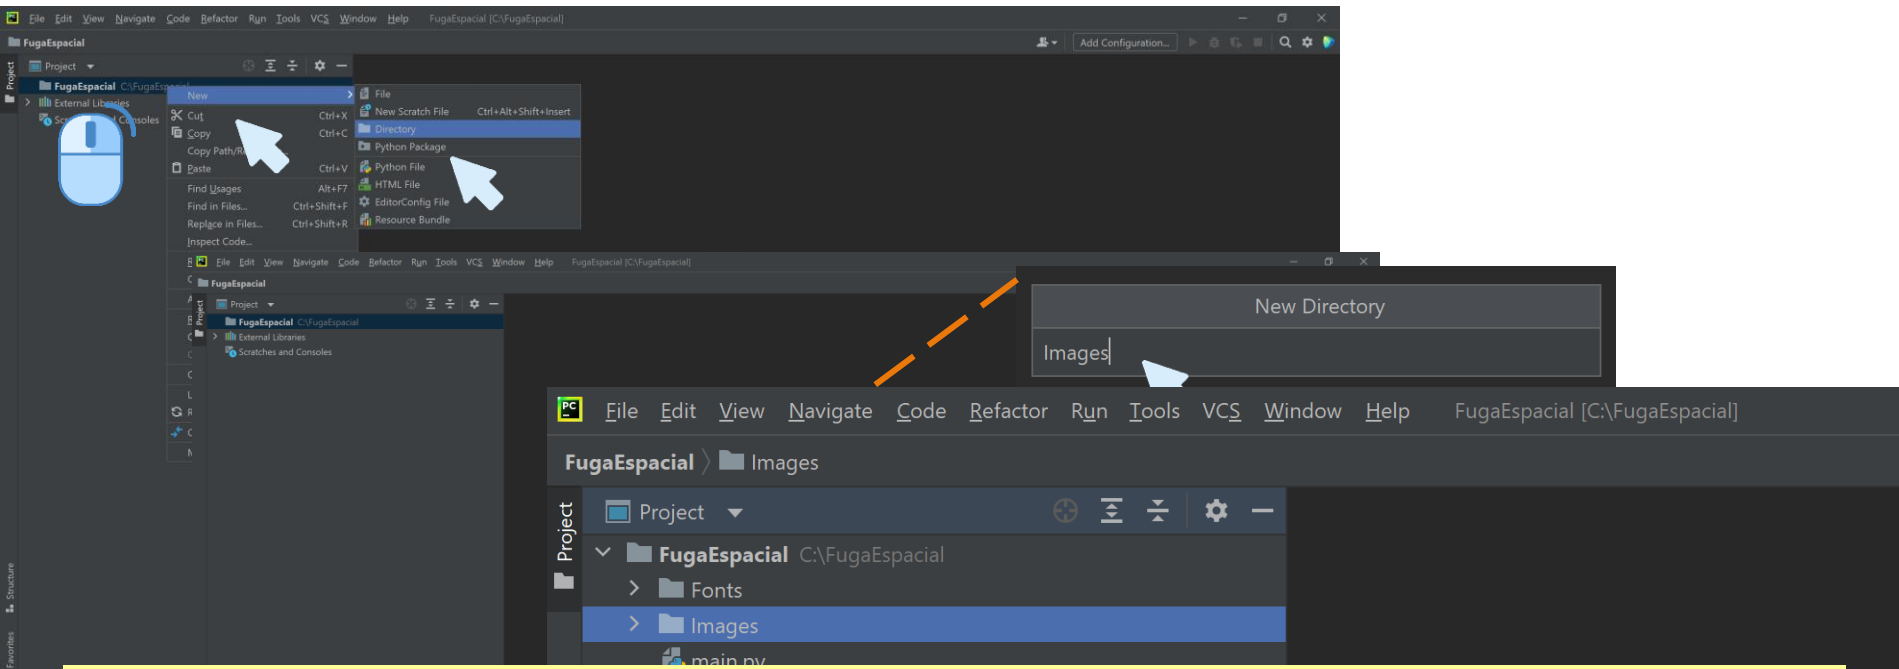 File Edit View Navigate Code Refactor Run Tools VCS Window Help FugaEspacial [C:\FugaEspacial]
FugaEspacial
Add Configuration...
Project
Project
FugaEspacial
External Libraries
Consoles
New
Cut Ctrl+X
Copy Ctrl+C
Paste Ctrl+V
Find Usages Alt+F7
Find in Files... Ctrl+Shift+F
Replace in Files... Ctrl+Shift+R
Inspect Code...
File
New Scratch File Ctrl+Alt+Shift+Insert
Directory
Python Package
Python File
HTML File
EditorConfig File
Resource Bundle
Structure
Favorites
File Edit View Navigate Code Refactor Run Tools VCS Window Help FugaEspacial [C:\FugaEspacial]
FugaEspacial
Project
Project
FugaEspacial C:\FugaEspacial
External Libraries
Scratches and Consoles
New Directory
Images
PC File Edit View Navigate Code Refactor Run Tools VCS Window Help FugaEspacial [C:\FugaEspacial]
FugaEspacial Images
Project
Project
FugaEspacial C:\FugaEspacial
Fonts
Images
main.py